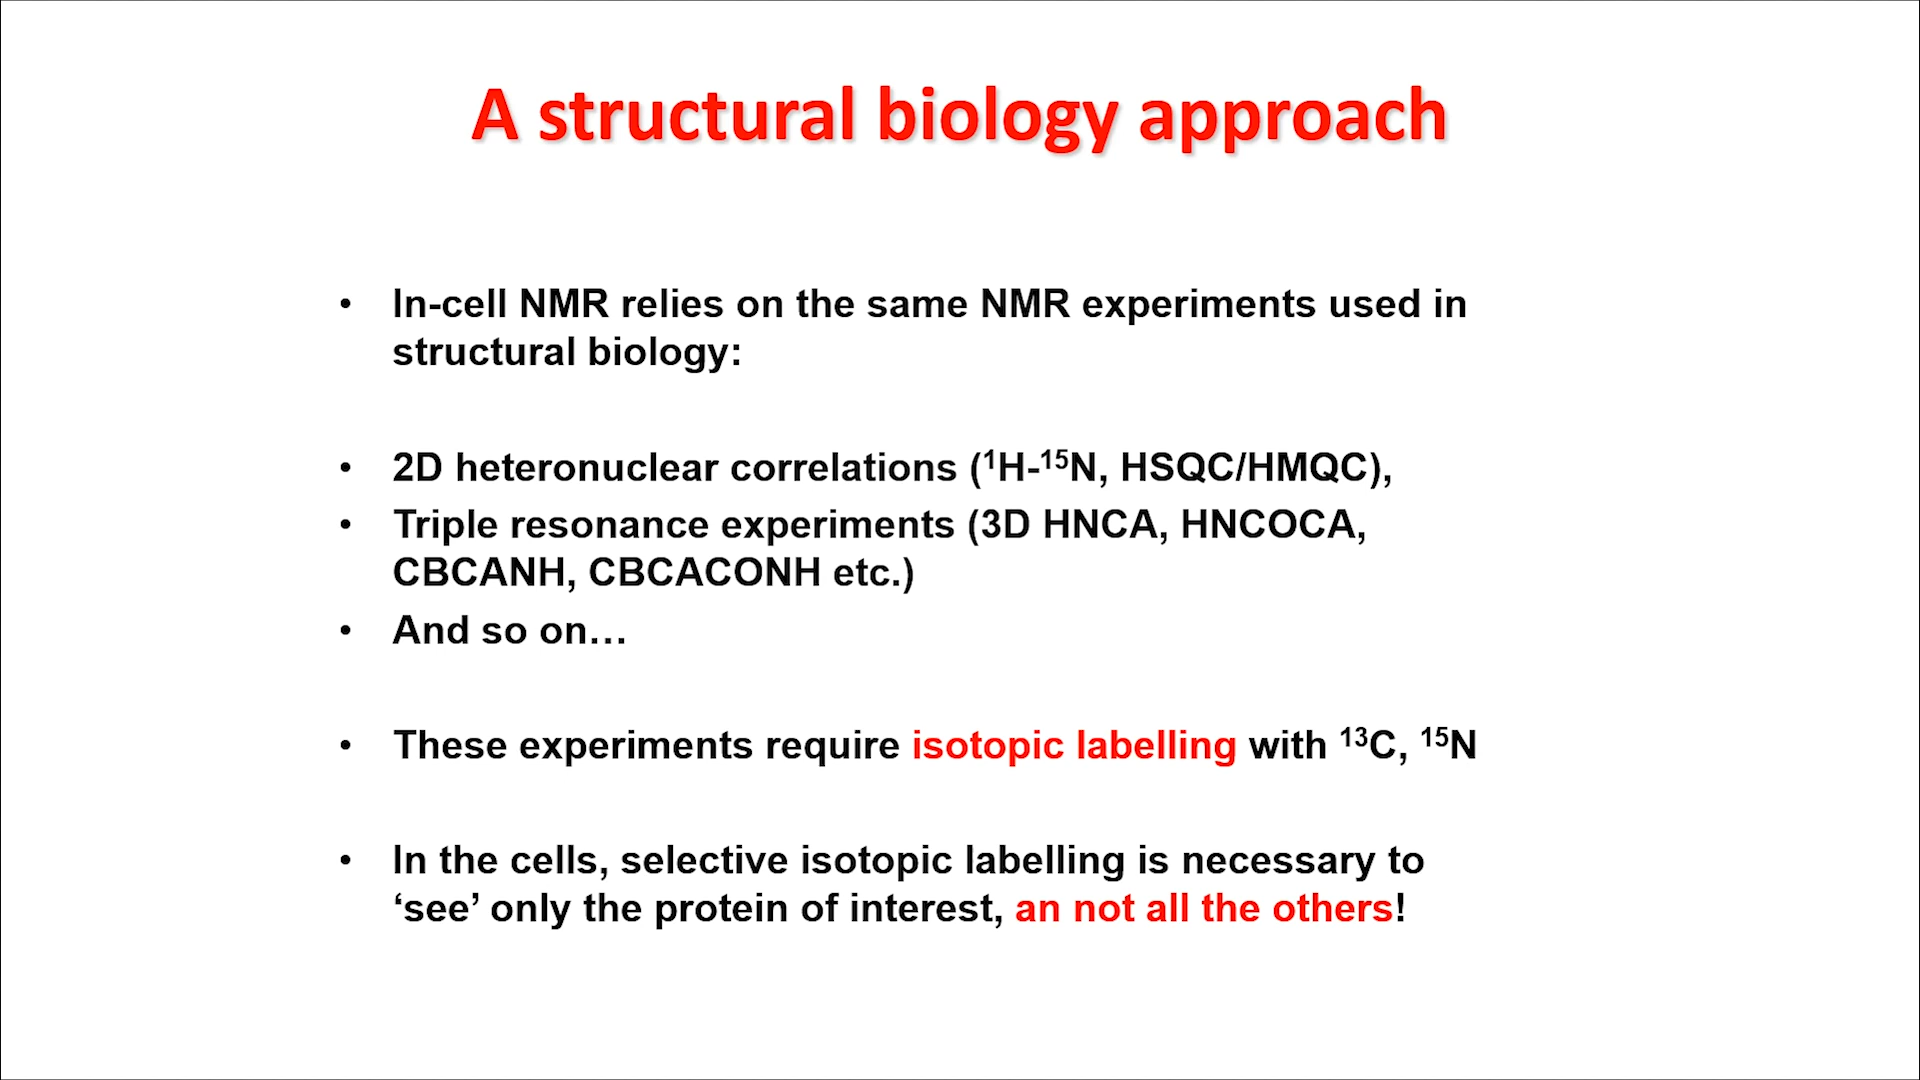 A structural biology approach
• In-cell NMR relies on the same NMR experiments used in
structural biology:
• 2D heteronuclear correlations (¹H-¹⁵N, HSQC/HMQC),
• Triple resonance experiments (3D HNCA, HNCOCA,
CBCANH, CBCACONH etc.)
• And so on…
• These experiments require isotopic labelling with ¹³C, ¹⁵N
• In the cells, selective isotopic labelling is necessary to
‘see’ only the protein of interest, an not all the others!